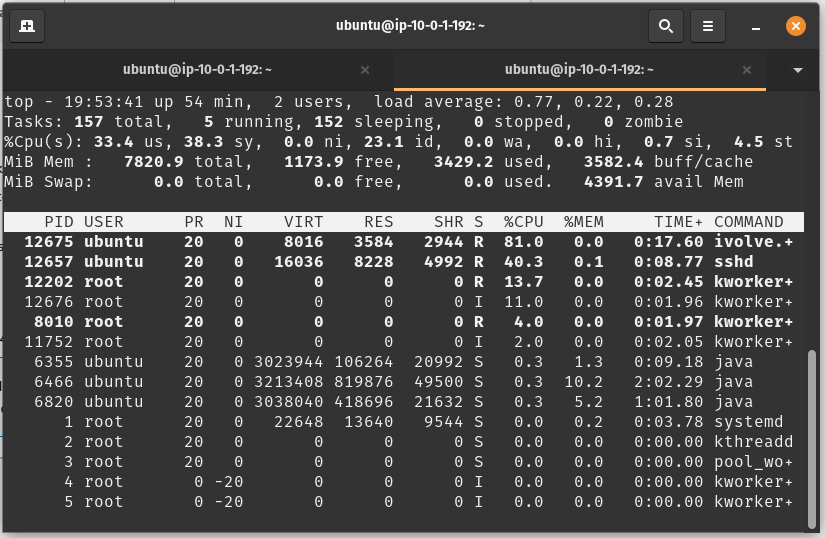 ubuntu@ip-10-0-1-192: ~
ubuntu@ip-10-0-1-192: ~
ubuntu@ip-10-0-1-192: ~
top - 19:53:41 up 54 min,  2 users,  load average: 0.77, 0.22, 0.28
Tasks: 157 total,   5 running, 152 sleeping,   0 stopped,   0 zombie
%Cpu(s): 33.4 us, 38.3 sy,  0.0 ni, 23.1 id,  0.0 wa,  0.0 hi,  0.7 si,  4.5 st
MiB Mem :   7820.9 total,   1173.9 free,   3429.2 used,   3582.4 buff/cache
MiB Swap:      0.0 total,      0.0 free,      0.0 used.   4391.7 avail Mem
PID USER      PR  NI    VIRT    RES    SHR S  %CPU  %MEM     TIME+ COMMAND
12675 ubuntu    20   0    8016   3584   2944 R  81.0   0.0   0:17.60 ivolve.+
12657 ubuntu    20   0   16036   8228   4992 R  40.3   0.1   0:08.77 sshd
12202 root      20   0       0      0      0 R  13.7   0.0   0:02.45 kworker+
12676 root      20   0       0      0      0 I  11.0   0.0   0:01.96 kworker+
8010 root      20   0       0      0      0 R   4.0   0.0   0:01.97 kworker+
11752 root      20   0       0      0      0 I   2.0   0.0   0:02.05 kworker+
6355 ubuntu    20   0 3023944 106264  20992 S   0.3   1.3   0:09.18 java
6466 ubuntu    20   0 3213408 819876  49500 S   0.3  10.2   2:02.29 java
6820 ubuntu    20   0 3038040 418696  21632 S   0.3   5.2   1:01.80 java
1 root      20   0   22648  13640   9544 S   0.0   0.2   0:03.78 systemd
2 root      20   0       0      0      0 S   0.0   0.0   0:00.00 kthreadd
3 root      20   0       0      0      0 S   0.0   0.0   0:00.00 pool_wo+
4 root       0 -20       0      0      0 I   0.0   0.0   0:00.00 kworker+
5 root       0 -20       0      0      0 I   0.0   0.0   0:00.00 kworker+